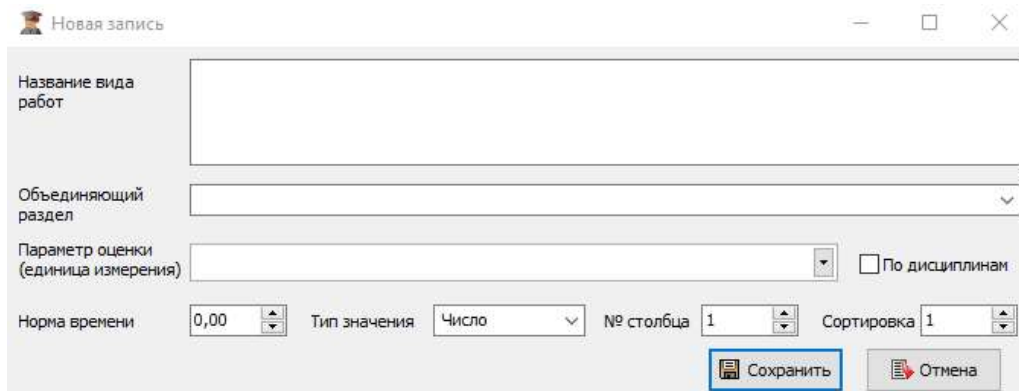 Новая запись
Название вида
работ
Объединяющий
раздел
Параметр оценки
(единица измерения)
По дисциплинам
Норма времени 0,00 Тип значения Число № столбца 1 Сортировка 1
Сохранить Отмена